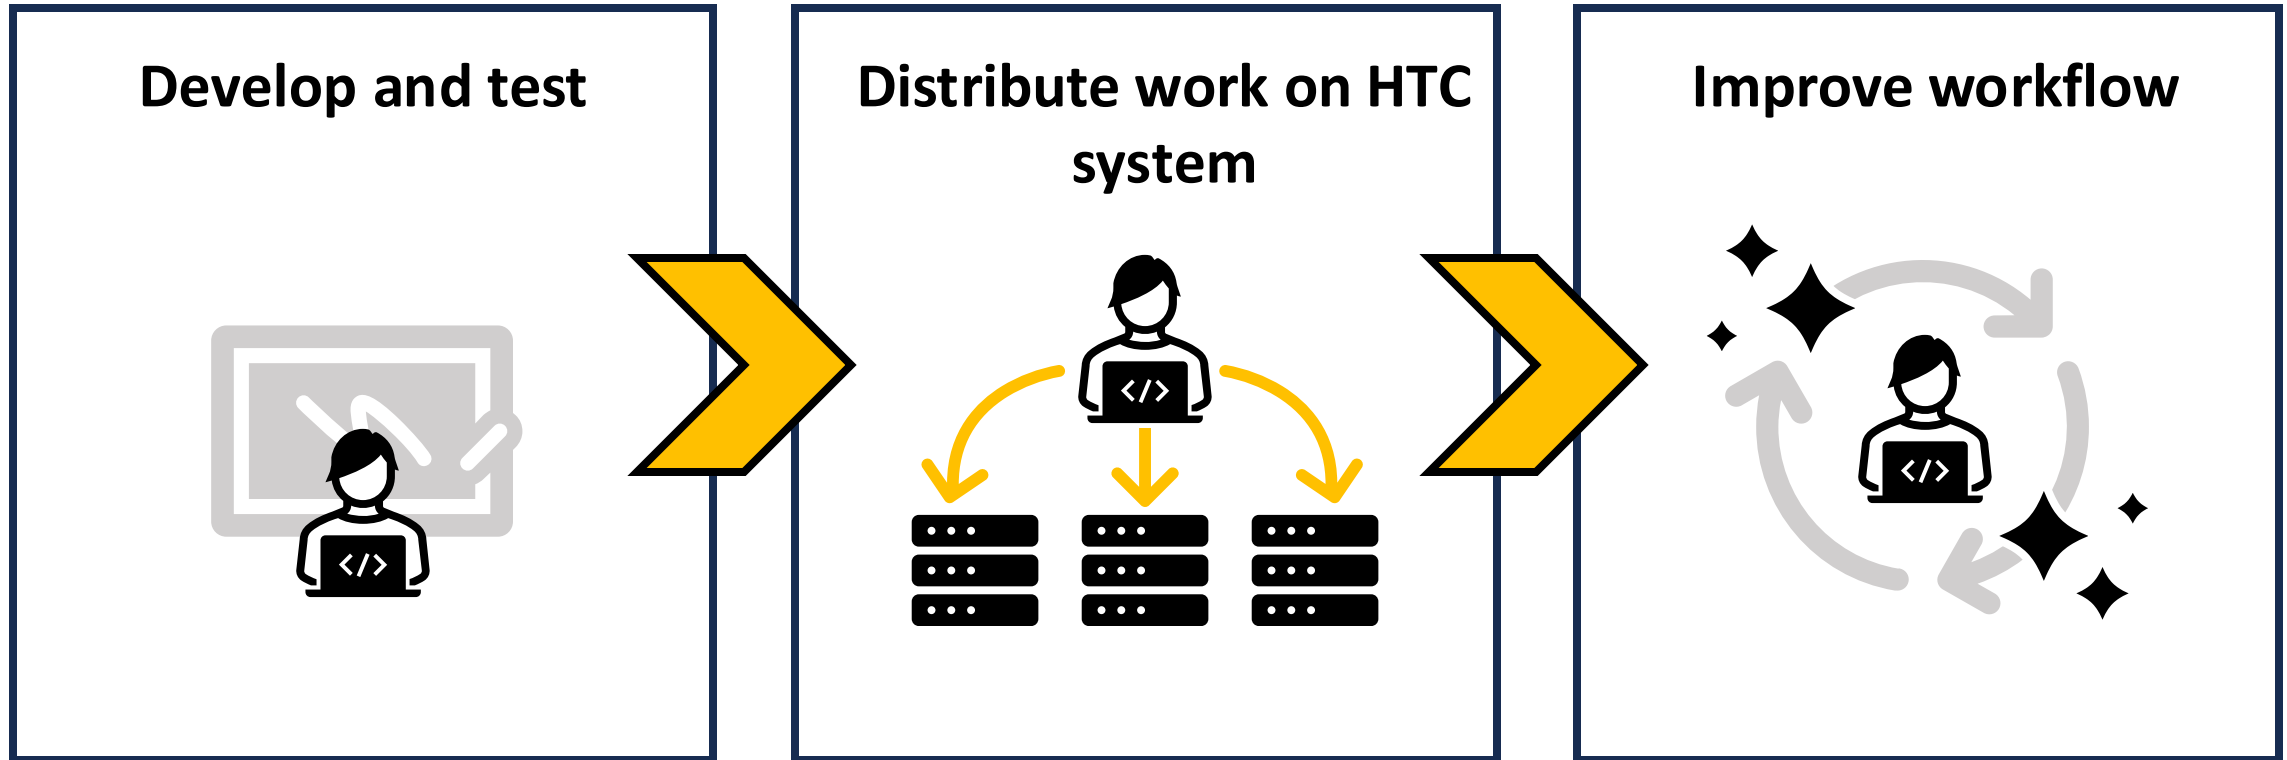 Develop and test
Distribute work on HTC
system
Improve workflow
</>
</>
</>